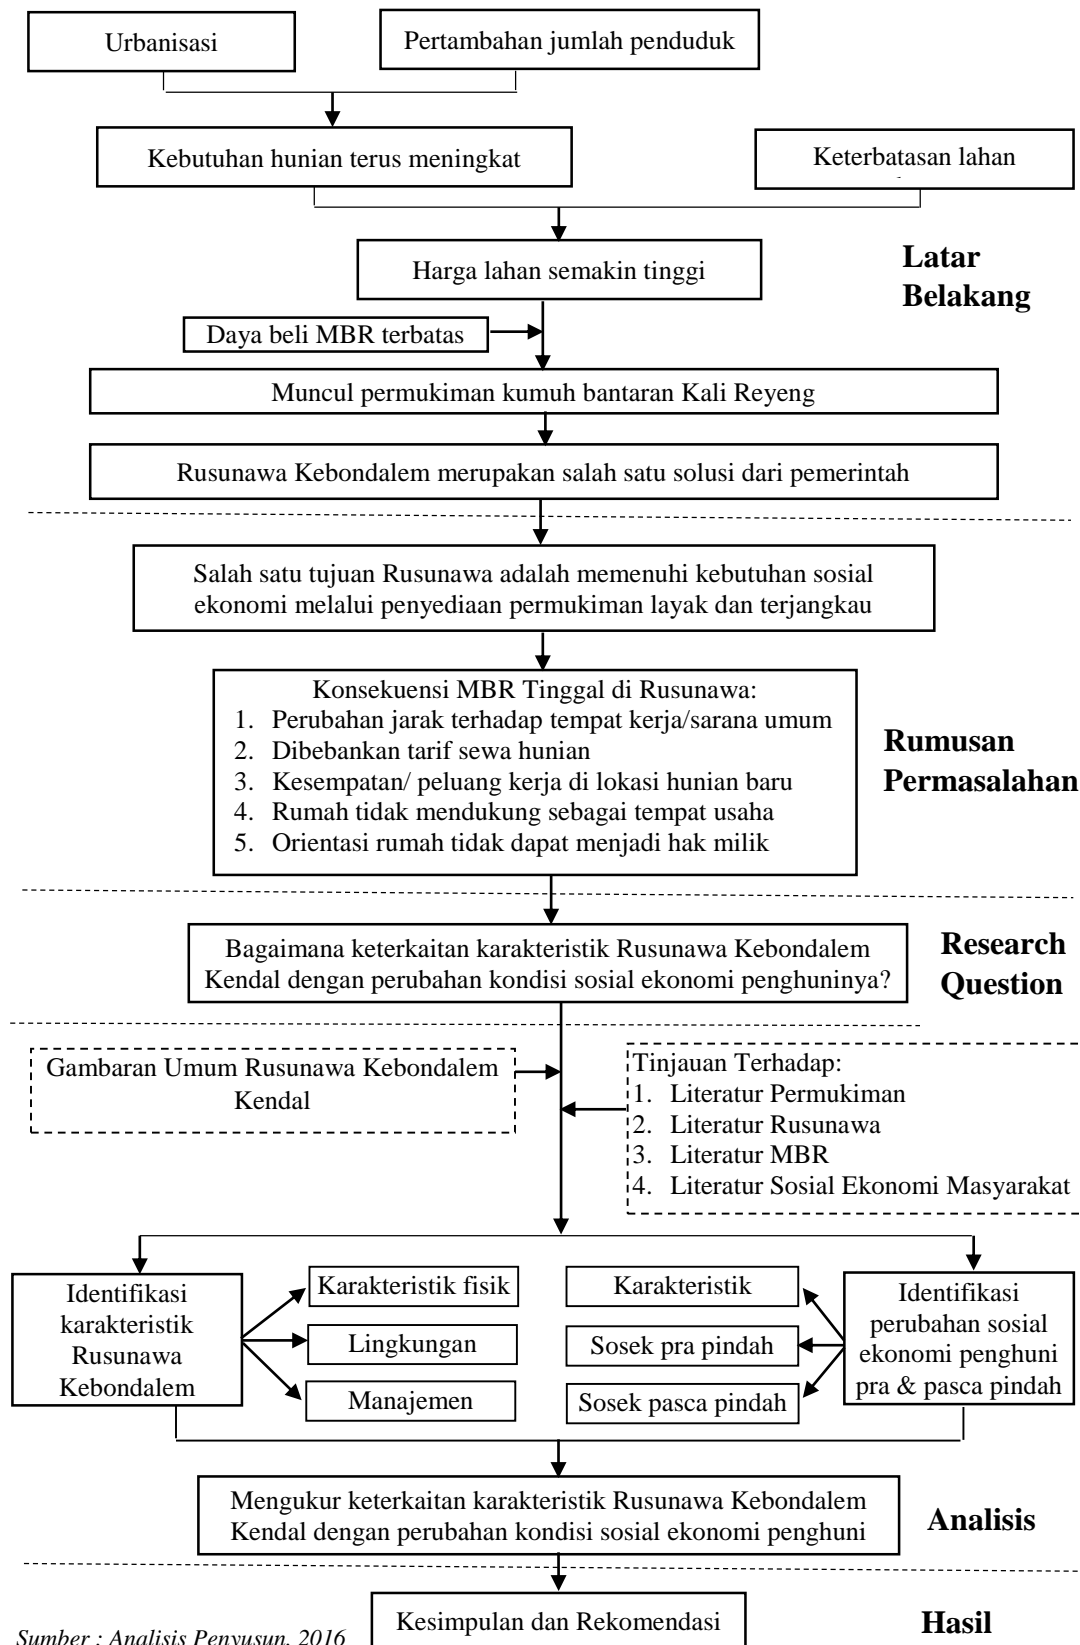 Urbanisasi
Pertambahan jumlah penduduk
Kebutuhan hunian terus meningkat
Keterbatasan lahan
Harga lahan semakin tinggi
Latar
Belakang
Daya beli MBR terbatas
Muncul permukiman kumuh bantaran Kali Reyeng
Rusunawa Kebondalem merupakan salah satu solusi dari pemerintah
Salah satu tujuan Rusunawa adalah memenuhi kebutuhan sosial
ekonomi melalui penyediaan permukiman layak dan terjangkau
Konsekuensi MBR Tinggal di Rusunawa:
1. Perubahan jarak terhadap tempat kerja/sarana umum
2. Dibebankan tarif sewa hunian
3. Kesempatan/ peluang kerja di lokasi hunian baru
4. Rumah tidak mendukung sebagai tempat usaha
5. Orientasi rumah tidak dapat menjadi hak milik
Rumusan
Permasalahan
Bagaimana keterkaitan karakteristik Rusunawa Kebondalem
Kendal dengan perubahan kondisi sosial ekonomi penghuninya?
Research
Question
Gambaran Umum Rusunawa Kebondalem
Kendal
Tinjauan Terhadap:
1. Literatur Permukiman
2. Literatur Rusunawa
3. Literatur MBR
4. Literatur Sosial Ekonomi Masyarakat
Identifikasi
karakteristik
Rusunawa
Kebondalem
Karakteristik fisik
Lingkungan
Manajemen
Karakteristik
Sosek pra pindah
Sosek pasca pindah
Identifikasi
perubahan sosial
ekonomi penghuni
pra & pasca pindah
Mengukur keterkaitan karakteristik Rusunawa Kebondalem
Kendal dengan perubahan kondisi sosial ekonomi penghuni
Analisis
Kesimpulan dan Rekomendasi
Hasil
Sumber : Analisis Penyusun, 2016